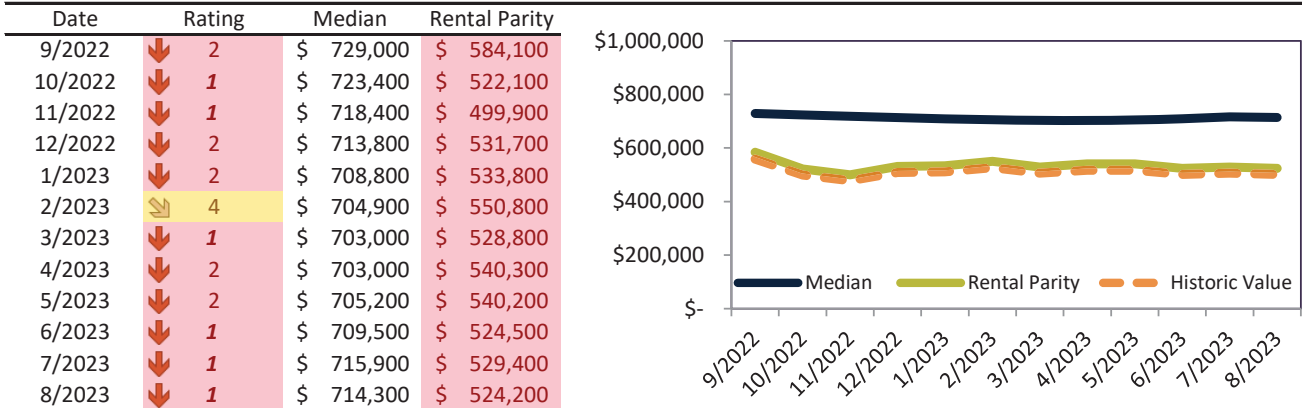 Date Rating Median Rental Parity
9/2022 2 $ 729,000 $ 584,100
10/2022 1 $ 723,400 $ 522,100
11/2022 1 $ 718,400 $ 499,900
12/2022 2 $ 713,800 $ 531,700
1/2023 2 $ 708,800 $ 533,800
2/2023 4 $ 704,900 $ 550,800
3/2023 1 $ 703,000 $ 528,800
4/2023 2 $ 703,000 $ 540,300
5/2023 2 $ 705,200 $ 540,200
6/2023 1 $ 709,500 $ 524,500
7/2023 1 $ 715,900 $ 529,400
8/2023 1 $ 714,300 $ 524,200
$1,000,000
$800,000
$600,000
$400,000
$200,000
$-
Median Rental Parity Historic Value
9/2022 10/2022 11/2022 12/2022 1/2023 2/2023 3/2023 4/2023 5/2023 6/2023 7/2023 8/2023